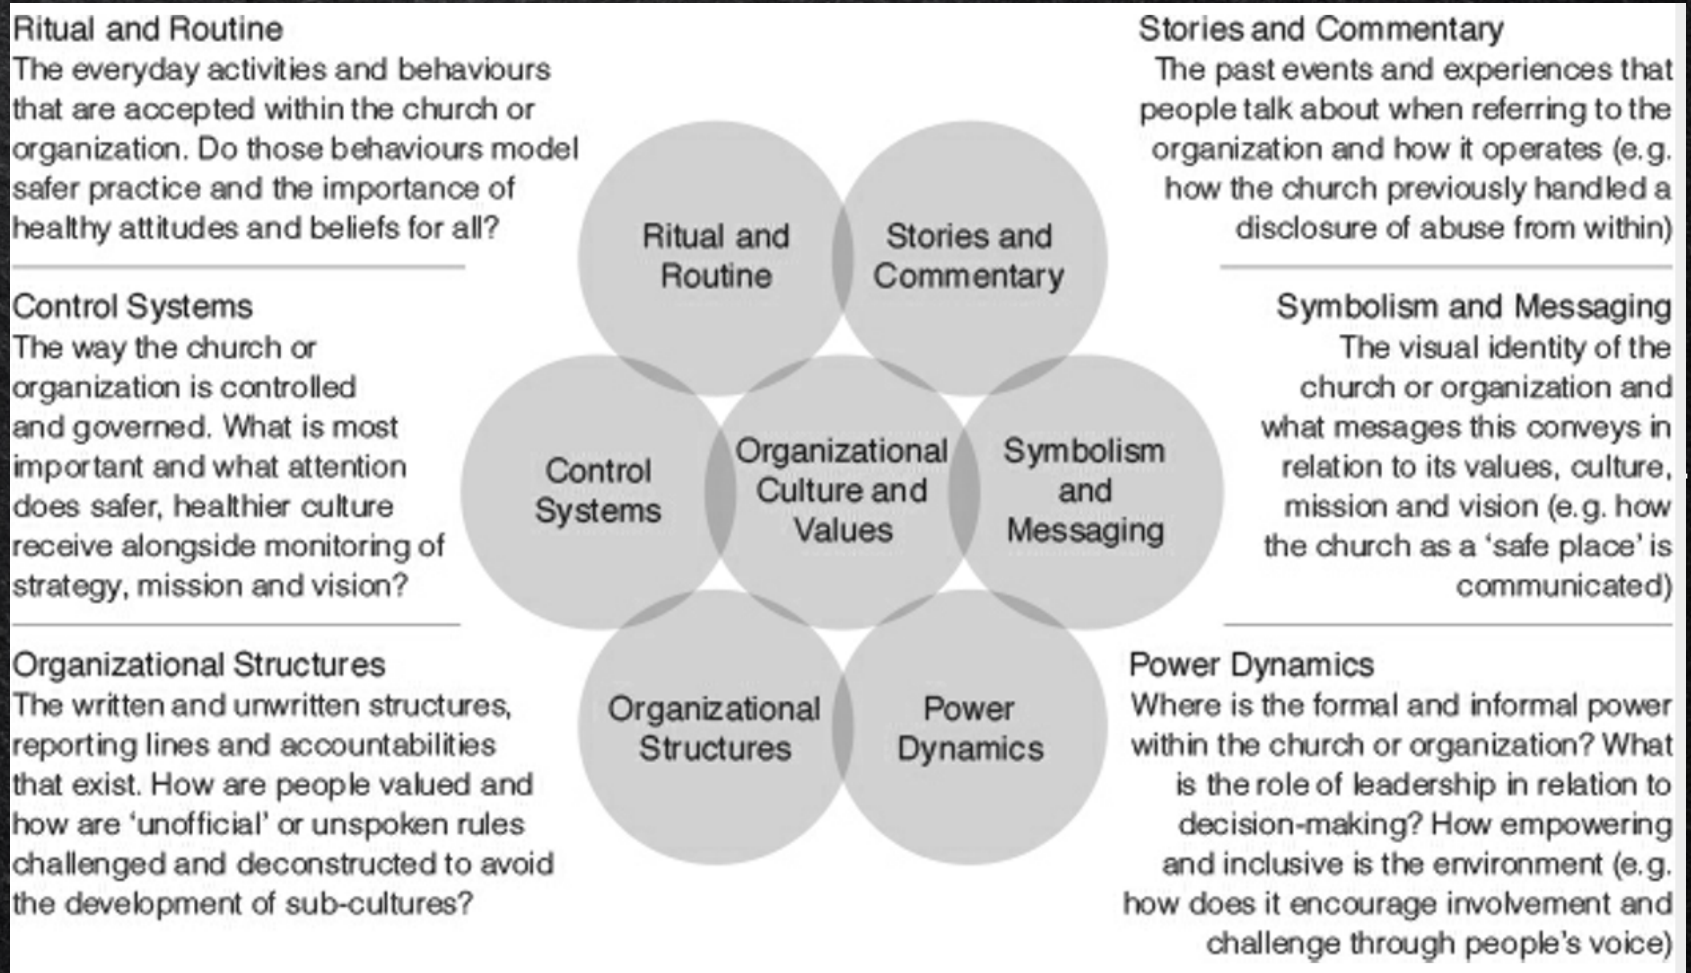 Ritual and Routine
The everyday activities and behaviours
that are accepted within the church or
organization. Do those behaviours model
safer practice and the importance of
healthy attitudes and beliefs for all?
Control Systems
The way the church or
organization is controlled
and governed. What is most
important and what attention
does safer, healthier culture
receive alongside monitoring of
strategy, mission and vision?
Organizational Structures
The written and unwritten structures,
reporting lines and accountabilities
that exist. How are people valued and
how are ‘unofficial’ or unspoken rules
challenged and deconstructed to avoid
the development of sub-cultures?
Ritual and
Routine
Stories and
Commentary
Control
Systems
Organizational
Culture and
Values
Symbolism
and
Messaging
Organizational
Structures
Power
Dynamics
Stories and Commentary
The past events and experiences that
people talk about when referring to the
organization and how it operates (e.g.
how the church previously handled a
disclosure of abuse from within)
Symbolism and Messaging
The visual identity of the
church or organization and
what mesages this conveys in
relation to its values, culture,
mission and vision (e.g. how
the church as a ‘safe place’ is
communicated)
Power Dynamics
Where is the formal and informal power
within the church or organization? What
is the role of leadership in relation to
decision-making? How empowering
and inclusive is the environment (e.g.
how does it encourage involvement and
challenge through people’s voice)